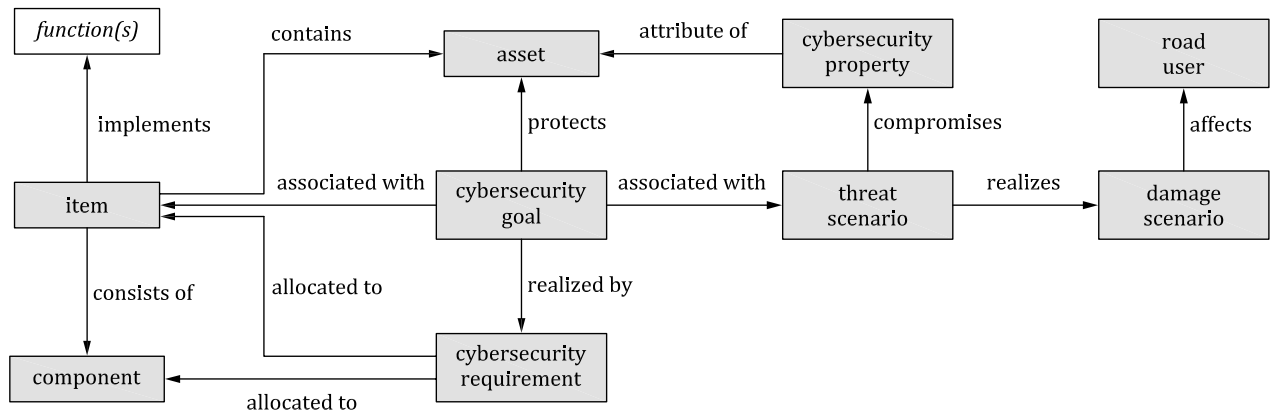 function(s)
contains
asset
attribute of
cybersecurity
property
road
user
implements
protects
compromises
affects
item
associated with
cybersecurity
goal
associated with
threat
scenario
realizes
damage
scenario
consists of
allocated to
realized by
component
cybersecurity
requirement
allocated to